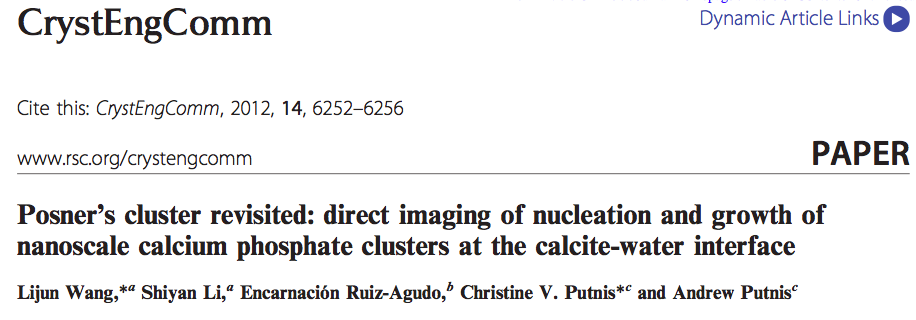 CrystEngComm
Dynamic Article Links
Cite this: CrystEngComm, 2012, 14, 6252–6256
www.rsc.org/crystengcomm
PAPER
Posner's cluster revisited: direct imaging of nucleation and growth of
nanoscale calcium phosphate clusters at the calcite-water interface
Lijun Wang,*a Shiyan Li,a Encarnación Ruiz-Agudo,b Christine V. Putnis*c and Andrew Putnisc